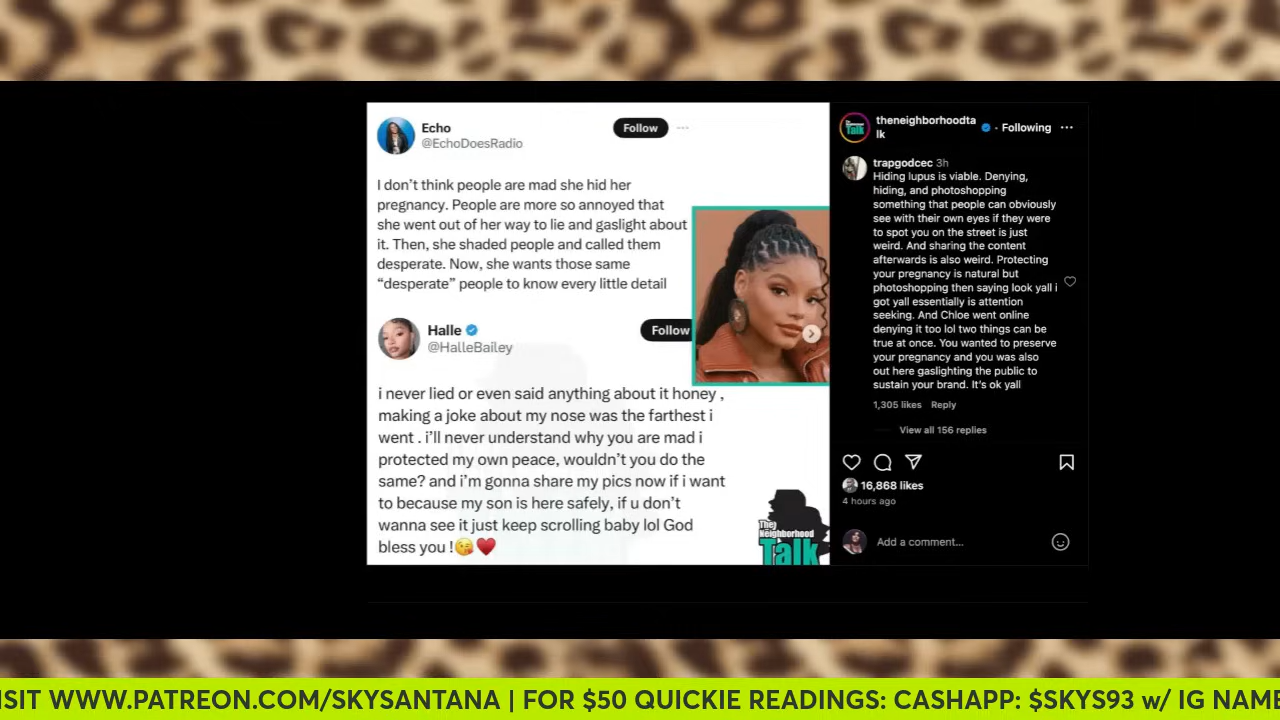 Echo
@EchoDoesRadio
Follow
I don't think people are mad she hid her
pregnancy. People are more so annoyed that
she went out of her way to lie and gaslight about
it. Then, she shaded people and called them
desperate. Now, she wants those same
“desperate” people to know every little detail
Halle
@HalleBailey
Follow
i never lied or even said anything about it honey ,
making a joke about my nose was the farthest i
went . i'll never understand why you are mad i
protected my own peace, wouldn't you do the
same? and i'm gonna share my pics now if i want
to because my son is here safely, if u don't
wanna see it just keep scrolling baby lol God
bless you !😘♥️
The
Neighborhood
Talk
theneighborhoodta
lk
• Following
trapgodcec 3h
Hiding lupus is viable. Denying,
hiding, and photoshopping
something that people can obviously
see with their own eyes if they were
to spot you on the street is just
weird. And sharing the content
afterwards is also weird. Protecting
your pregnancy is natural but
photoshopping then saying look yall i
got yall essentially is attention
seeking. And Chloe went online
denying it too lol two things can be
true at once. You wanted to preserve
your pregnancy and you was also
out here gaslighting the public to
sustain your brand. It's ok yall
1,305 likes Reply
View all 156 replies
16,868 likes
4 hours ago
Add a comment...
ISIT WWW.PATREON.COM/SKYSANTANA | FOR $50 QUICKIE READINGS: CASHAPP: $SKYS93 w/ IG NAME